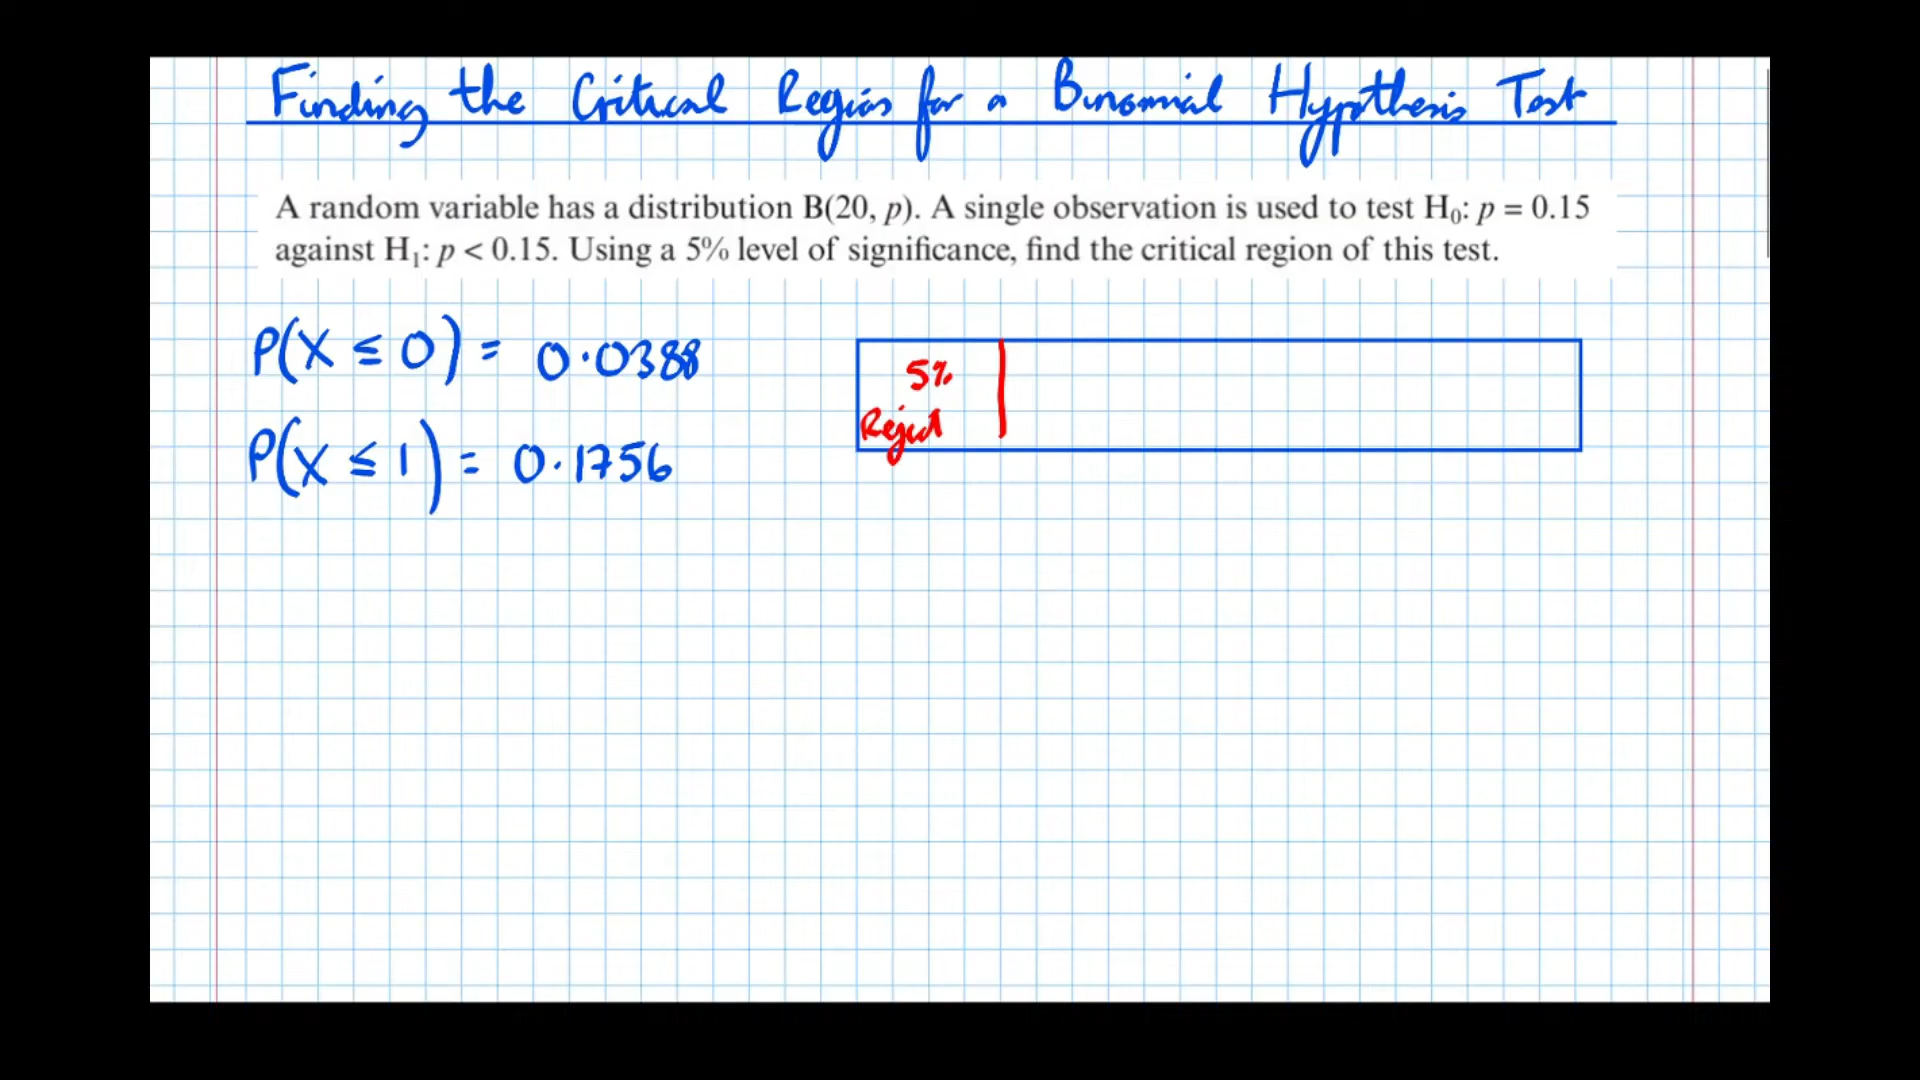 Finding the Critical Region for a Binomial Hypothesis Test
A random variable has a distribution B(20, p). A single observation is used to test H₀: p = 0.15
against H₁: p < 0.15. Using a 5% level of significance, find the critical region of this test.
P(X ≤ 0) = 0.0388
P(X ≤ 1) = 0.1756
5%
Reject